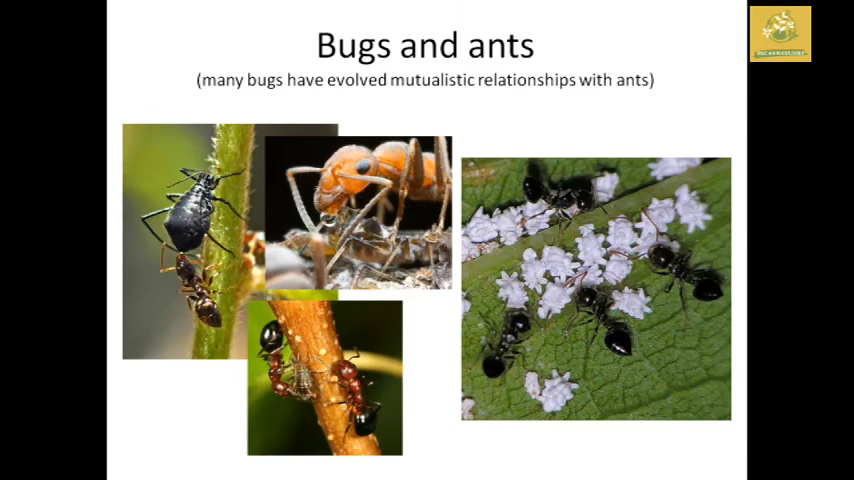 Bugs and ants
(many bugs have evolved mutualistic relationships with ants)